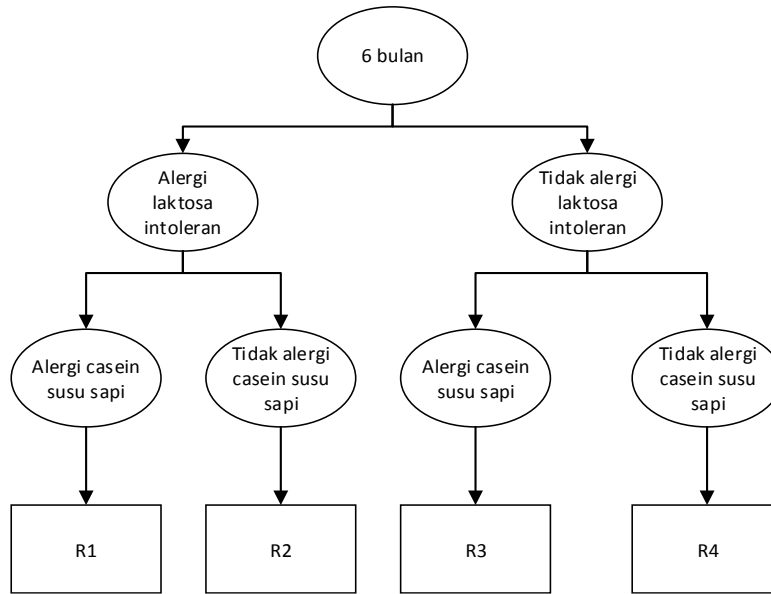 6 bulan
Alergi
laktosa
intoleran
Tidak alergi
laktosa
intoleran
Alergi casein
susu sapi
Tidak alergi
casein susu
sapi
Alergi casein
susu sapi
Tidak alergi
casein susu
sapi
R1
R2
R3
R4